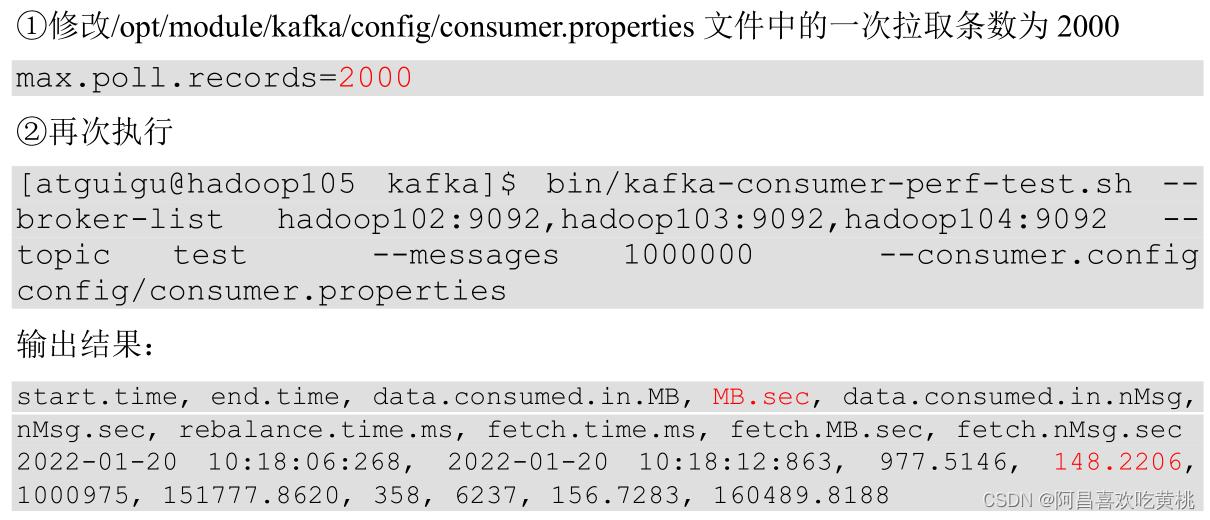 ①修改/opt/module/kafka/config/consumer.properties 文件中的一次拉取条数为 2000
max.poll.records=2000
②再次执行
[atguigu@hadoop105 kafka]$ bin/kafka-consumer-perf-test.sh --
broker-list hadoop102:9092,hadoop103:9092,hadoop104:9092 --
topic test --messages 1000000 --consumer.config
config/consumer.properties
输出结果：
start.time, end.time, data.consumed.in.MB, MB.sec, data.consumed.in.nMsg,
nMsg.sec, rebalance.time.ms, fetch.time.ms, fetch.MB.sec, fetch.nMsg.sec
2022-01-20 10:18:06:268, 2022-01-20 10:18:12:863, 977.5146, 148.2206,
1000975, 151777.8620, 358, 6237, 156.7283, 160489.8188
CSDN @阿昌喜欢吃黄桃